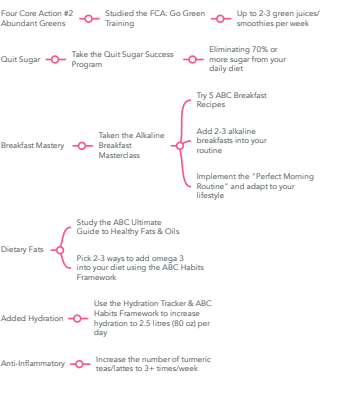 Four Core Action #2
Abundant Greens
Studied the FCA: Go Green
Training
Up to 2-3 green juices/
smoothies per week
Quit Sugar
Take the Quit Sugar Success
Program
Eliminating 70% or
more sugar from your
daily diet
Breakfast Mastery
Taken the Alkaline
Breakfast
Masterclass
Try 5 ABC Breakfast
Recipes
Add 2-3 alkaline
breakfasts into your
routine
Implement the "Perfect Morning
Routine" and adapt to your
lifestyle
Dietary Fats
Study the ABC Ultimate
Guide to Healthy Fats & Oils
Pick 2-3 ways to add omega 3
into your diet using the ABC Habits
Framework
Added Hydration
Use the Hydration Tracker & ABC
Habits Framework to increase
hydration to 2.5 litres (80 oz) per
day
Anti-Inflammatory
Increase the number of turmeric
teas/lattes to 3+ times/week